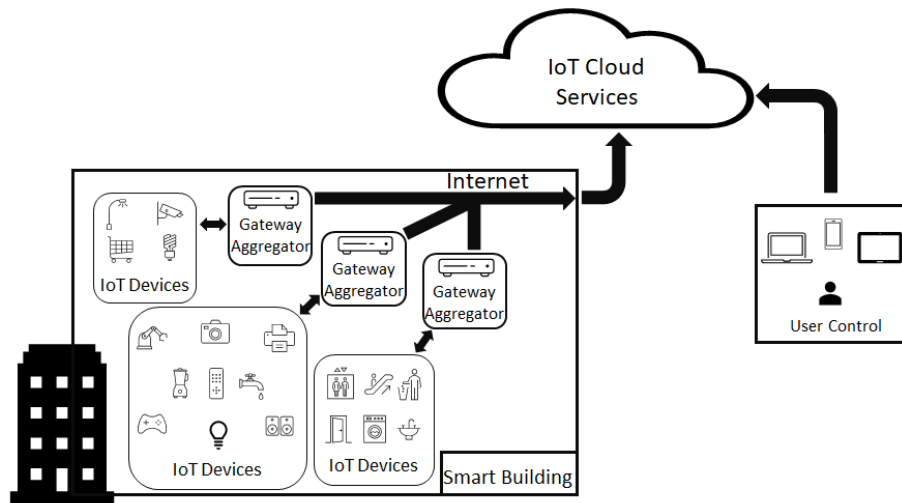 IoT Cloud
Services
Internet
Gateway
Aggregator
IoT Devices
Gateway
Aggregator
Gateway
Aggregator
User Control
IoT Devices
IoT Devices
Smart Building